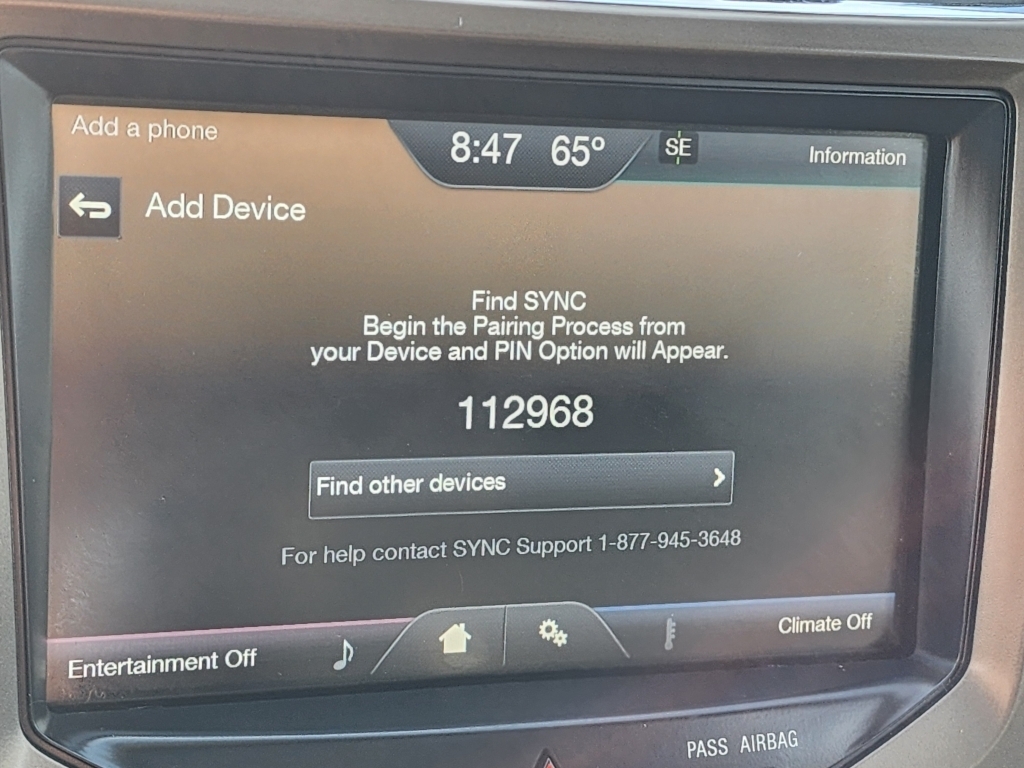 Add a phone
8:47 65º SE
Information
Add Device
Find SYNC
Begin the Pairing Process from
your Device and PIN Option will Appear.
112968
Find other devices
For help contact SYNC Support 1-877-945-3648
Entertainment Off
Climate Off
PASS AIRBAG